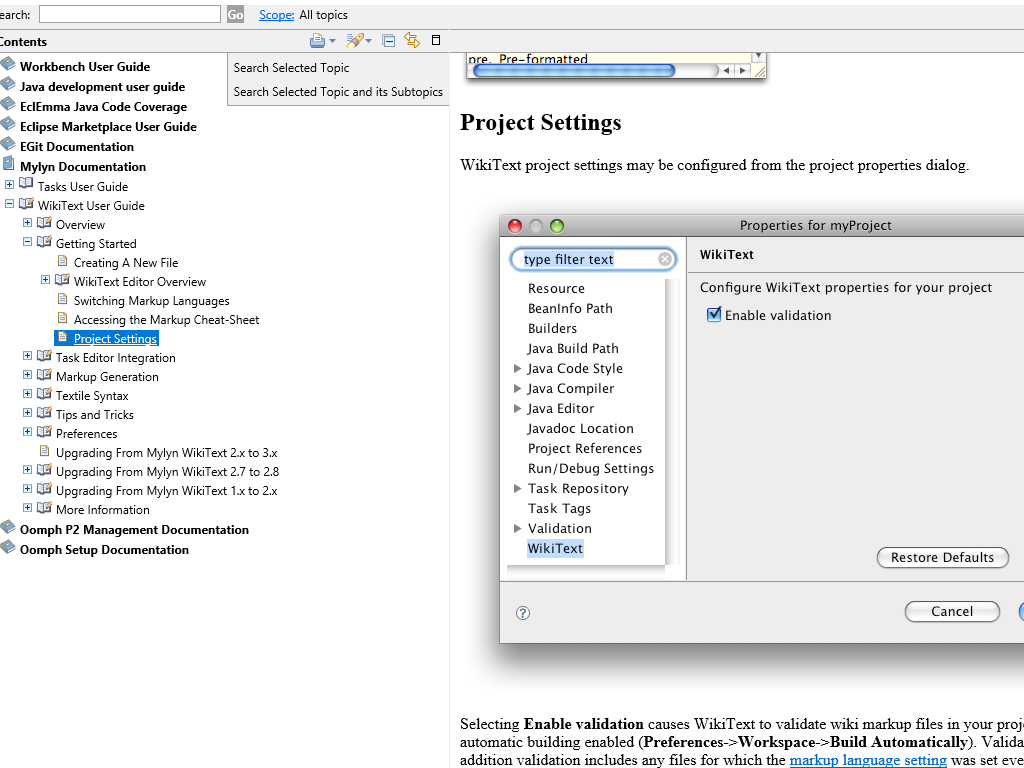 earch:
Go
Scope: All topics
Contents
Search Selected Topic
Search Selected Topic and its Subtopics
Workbench User Guide
Java development user guide
EclEmma Java Code Coverage
Eclipse Marketplace User Guide
EGit Documentation
Mylyn Documentation
Tasks User Guide
WikiText User Guide
Overview
Getting Started
Creating A New File
WikiText Editor Overview
Switching Markup Languages
Accessing the Markup Cheat-Sheet
Project Settings
Task Editor Integration
Markup Generation
Textile Syntax
Tips and Tricks
Preferences
Upgrading From Mylyn WikiText 2.x to 3.x
Upgrading From Mylyn WikiText 2.7 to 2.8
Upgrading From Mylyn WikiText 1.x to 2.x
More Information
Oomph P2 Management Documentation
Oomph Setup Documentation
pre. Pre-formatted
Project Settings
WikiText project settings may be configured from the project properties dialog.
Properties for myProject
type filter text
Resource
BeanInfo Path
Builders
Java Build Path
Java Code Style
Java Compiler
Java Editor
Javadoc Location
Project References
Run/Debug Settings
Task Repository
Task Tags
Validation
WikiText
WikiText
Configure WikiText properties for your project
Enable validation
Restore Defaults
?
Cancel
Selecting Enable validation causes WikiText to validate wiki markup files in your proj
automatic building enabled (Preferences->Workspace->Build Automatically). Valida
addition validation includes any files for which the markup language setting was set eve